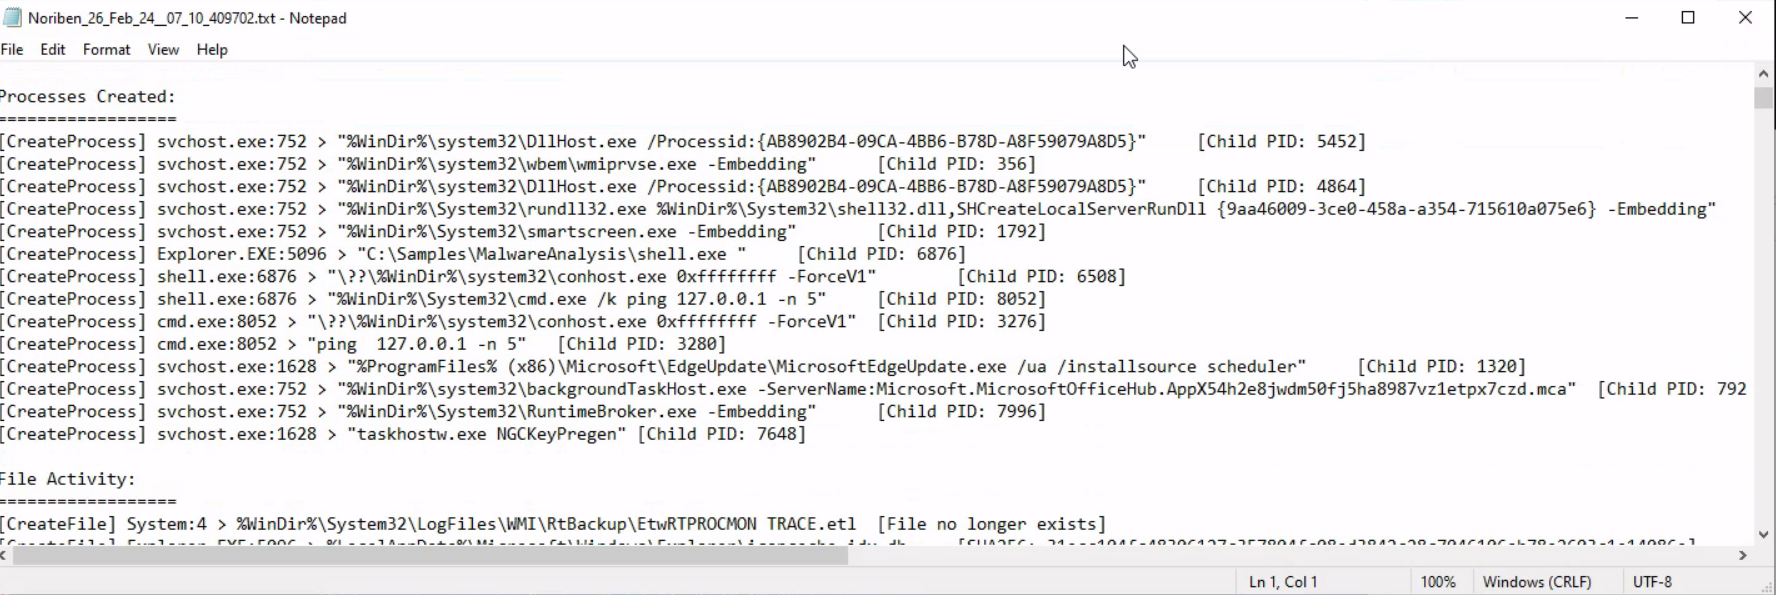 Noriben_26_Feb_24__07_10_409702.txt - Notepad
File Edit Format View Help
Processes Created:
==================
[CreateProcess] svchost.exe:752 > "%WinDir%\system32\DllHost.exe /Processid:{AB8902B4-09CA-4BB6-B78D-A8F59079A8D5}" [Child PID: 5452]
[CreateProcess] svchost.exe:752 > "%WinDir%\system32\wbem\wmiprvse.exe -Embedding" [Child PID: 356]
[CreateProcess] svchost.exe:752 > "%WinDir%\system32\DllHost.exe /Processid:{AB8902B4-09CA-4BB6-B78D-A8F59079A8D5}" [Child PID: 4864]
[CreateProcess] svchost.exe:752 > "%WinDir%\System32\rundll32.exe %WinDir%\System32\shell32.dll,SHCreateLocalServerRunDll {9aa46009-3ce0-458a-a354-715610a075e6} -Embedding"
[CreateProcess] svchost.exe:752 > "%WinDir%\System32\smartscreen.exe -Embedding" [Child PID: 1792]
[CreateProcess] Explorer.EXE:5096 > "C:\Samples\MalwareAnalysis\shell.exe " [Child PID: 6876]
[CreateProcess] shell.exe:6876 > "\??\%WinDir%\system32\conhost.exe 0xffffffff -ForceV1" [Child PID: 6508]
[CreateProcess] shell.exe:6876 > "%WinDir%\System32\cmd.exe /k ping 127.0.0.1 -n 5" [Child PID: 8052]
[CreateProcess] cmd.exe:8052 > "\??\%WinDir%\system32\conhost.exe 0xffffffff -ForceV1" [Child PID: 3276]
[CreateProcess] cmd.exe:8052 > "ping  127.0.0.1 -n 5" [Child PID: 3280]
[CreateProcess] svchost.exe:1628 > "%ProgramFiles% (x86)\Microsoft\EdgeUpdate\MicrosoftEdgeUpdate.exe /ua /installsource scheduler" [Child PID: 1320]
[CreateProcess] svchost.exe:752 > "%WinDir%\system32\backgroundTaskHost.exe -ServerName:Microsoft.MicrosoftOfficeHub.AppX54h2e8jwdm50fj5ha8987vz1etpx7czd.mca" [Child PID: 792
[CreateProcess] svchost.exe:752 > "%WinDir%\System32\RuntimeBroker.exe -Embedding" [Child PID: 7996]
[CreateProcess] svchost.exe:1628 > "taskhostw.exe NGCKeyPregen" [Child PID: 7648]
File Activity:
==================
[CreateFile] System:4 > %WinDir%\System32\LogFiles\WMI\RtBackup\EtwRTPROCMON TRACE.etl [File no longer exists]
Ln 1, Col 1 100% Windows (CRLF) UTF-8